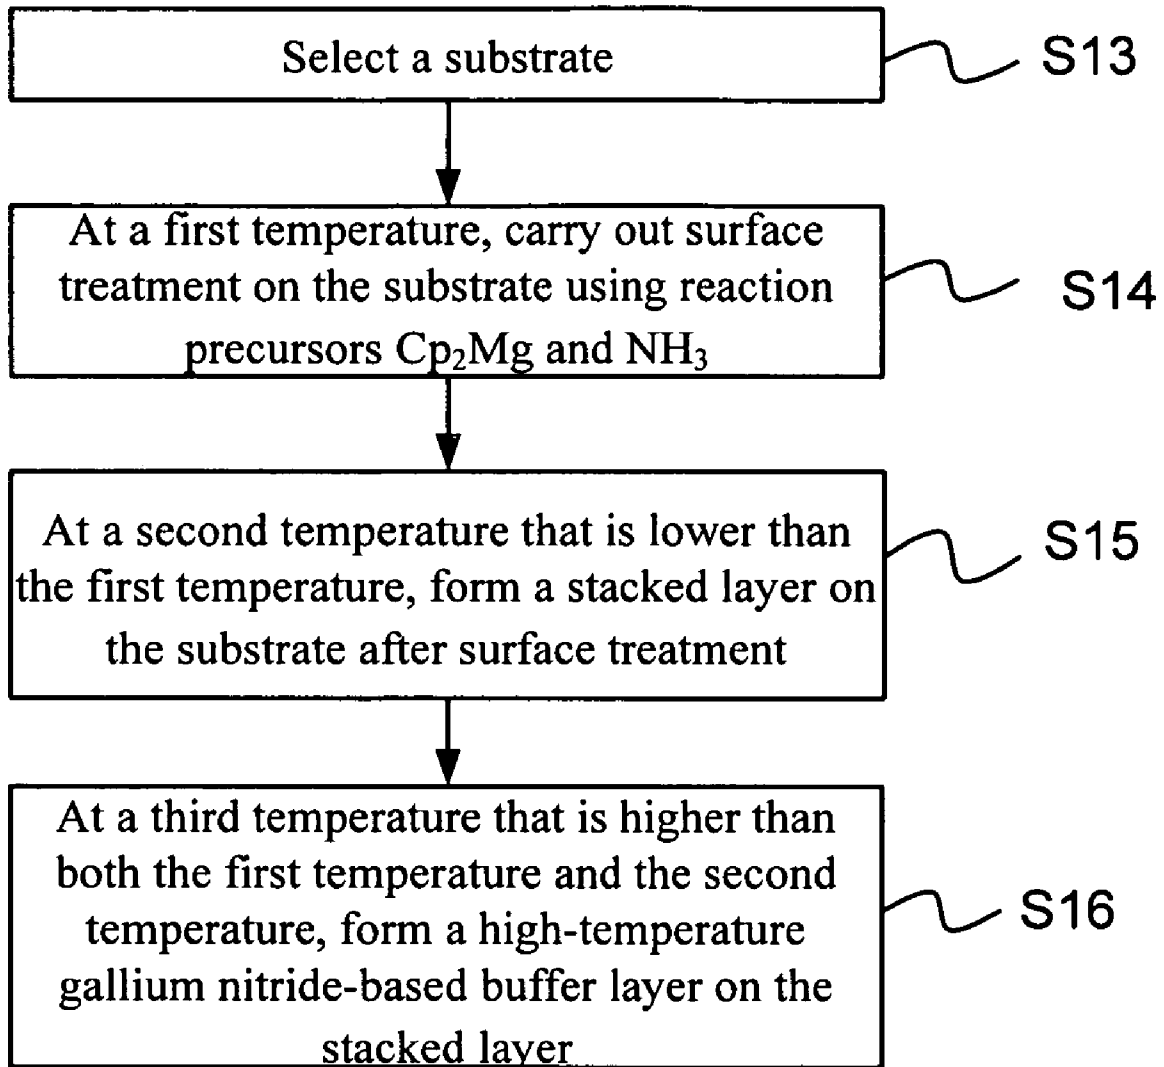 Select a substrate
S13
At a first temperature, carry out surface
treatment on the substrate using reaction
precursors Cp₂Mg and NH₃
S14
At a second temperature that is lower than
the first temperature, form a stacked layer on
the substrate after surface treatment
S15
At a third temperature that is higher than
both the first temperature and the second
temperature, form a high-temperature
gallium nitride-based buffer layer on the
stacked layer
S16